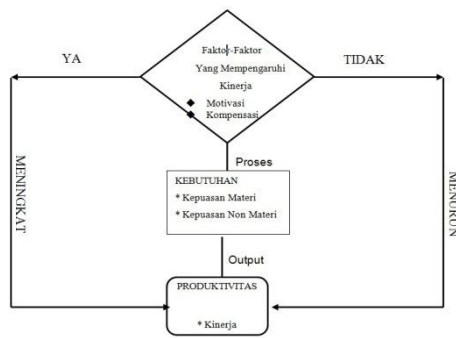 Faktor-Faktor
YA
TIDAK
Yang Mempengaruhi
Kinerja
◆ Motivasi
◆ Kompensasi
Proses
MENINGKAT
MENURUN
KEBUTUHAN
* Kepuasan Materi
* Kepuasan Non Materi
Output
PRODUKTIVITAS
* Kinerja